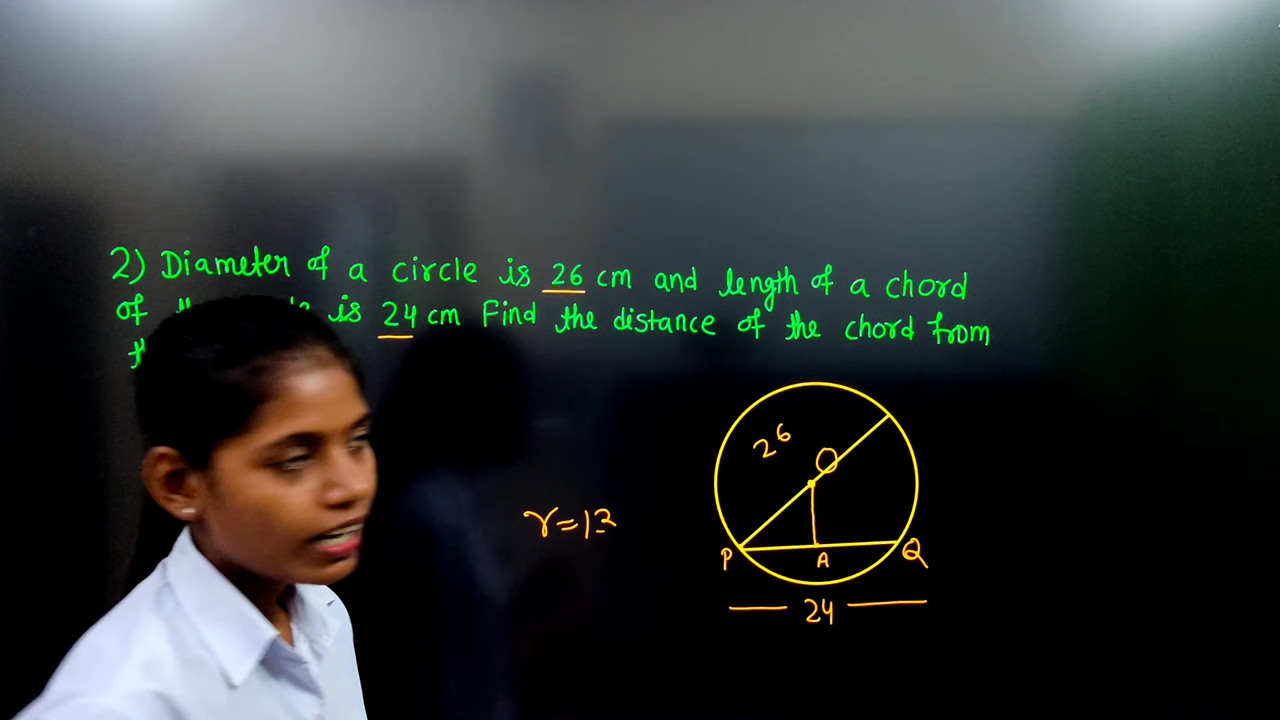 2) Diameter of a circle is 26 cm and length of a chord
of is 24 cm Find the distance of the chord from
26
O
r=13
P A Q
24